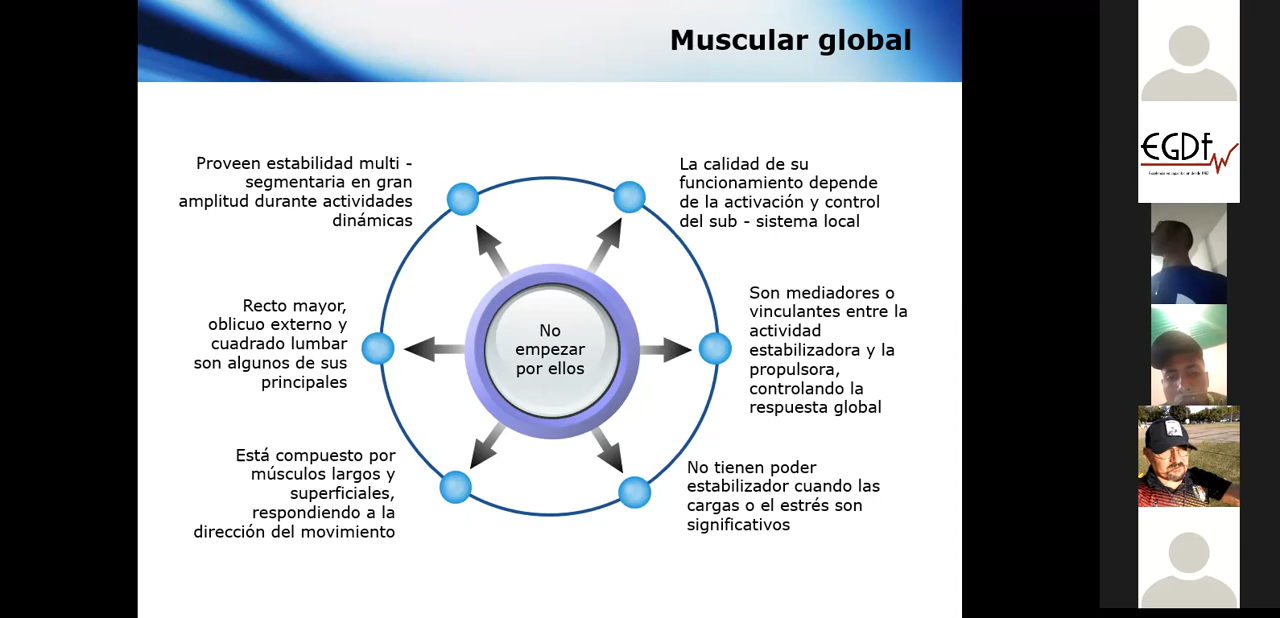 Muscular global
Proveen estabilidad multi -
segmentaria en gran
amplitud durante actividades
dinámicas
La calidad de su
funcionamiento depende
de la activación y control
del sub - sistema local
Recto mayor,
oblicuo externo y
cuadrado lumbar
son algunos de sus
principales
No
empezar
por ellos
Son mediadores o
vinculantes entre la
actividad
estabilizadora y la
propulsora,
controlando la
respuesta global
Está compuesto por
músculos largos y
superficiales,
respondiendo a la
dirección del movimiento
No tienen poder
estabilizador cuando las
cargas o el estrés son
significativos
EGDf